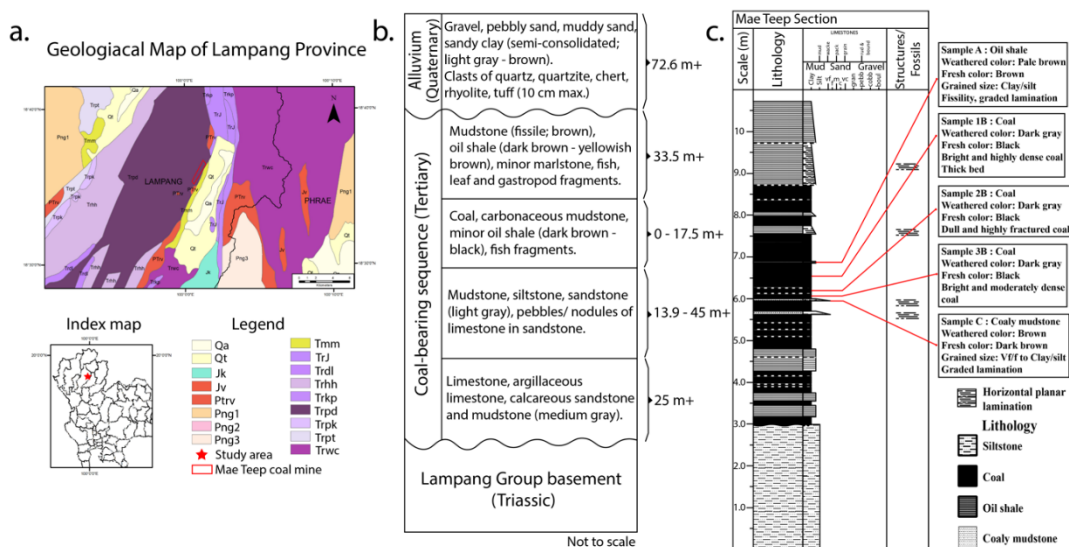 a.
Geologiacal Map of Lampang Province
LAMPANG
PHRAE
Index map
Legend
Qa
Qt
Jk
Jv
Ptrv
Png1
Png2
Png3
Study area
Mae Teep coal mine
Tmm
TrJ
Trdl
Trhh
Trkp
Trpd
Trpk
Trpt
Trwc
b.
Alluvium
(Quaternary)
Gravel, pebbly sand, muddy sand,
sandy clay (semi-consolidated;
light gray - brown).
Clasts of quartz, quartzite, chert,
rhyolite, tuff (10 cm max.)
72.6 m+
Coal-bearing sequence (Tertiary)
Mudstone (fissile; brown),
oil shale (dark brown - yellowish
brown), minor marlstone, fish,
leaf and gastropod fragments.
33.5 m+
Coal, carbonaceous mudstone,
minor oil shale (dark brown -
black), fish fragments.
0 - 17.5 m+
Mudstone, siltstone, sandstone
(light gray), pebbles/ nodules of
limestone in sandstone.
13.9 - 45 m+
Limestone, argillaceous
limestone, calcareous sandstone
and mudstone (medium gray).
25 m+
Lampang Group basement
(Triassic)
Not to scale
c.
Mae Teep Section
Scale (m)
Lithology
LIMESTONES
Mud Sand Gravel
Structures/
Fossils
10
9.0
8.0
7.0
6.0
5.0
4.0
3.0
2.0
1.0
Sample A : Oil shale
Weathered color: Pale brown
Fresh color: Brown
Grained size: Clay/silt
Fissility, graded lamination
Sample 1B : Coal
Weathered color: Dark gray
Fresh color: Black
Bright and highly dense coal
Thick bed
Sample 2B : Coal
Weathered color: Dark gray
Fresh color: Black
Dull and highly fractured coal
Sample 3B : Coal
Weathered color: Dark gray
Fresh color: Black
Bright and moderately dense
coal
Sample C : Coaly mudstone
Weathered color: Brown
Fresh color: Dark brown
Grained size: Vf/f to Clay/silt
Graded lamination
Horizontal planar
lamination
Lithology
Siltstone
Coal
Oil shale
Coaly mudstone